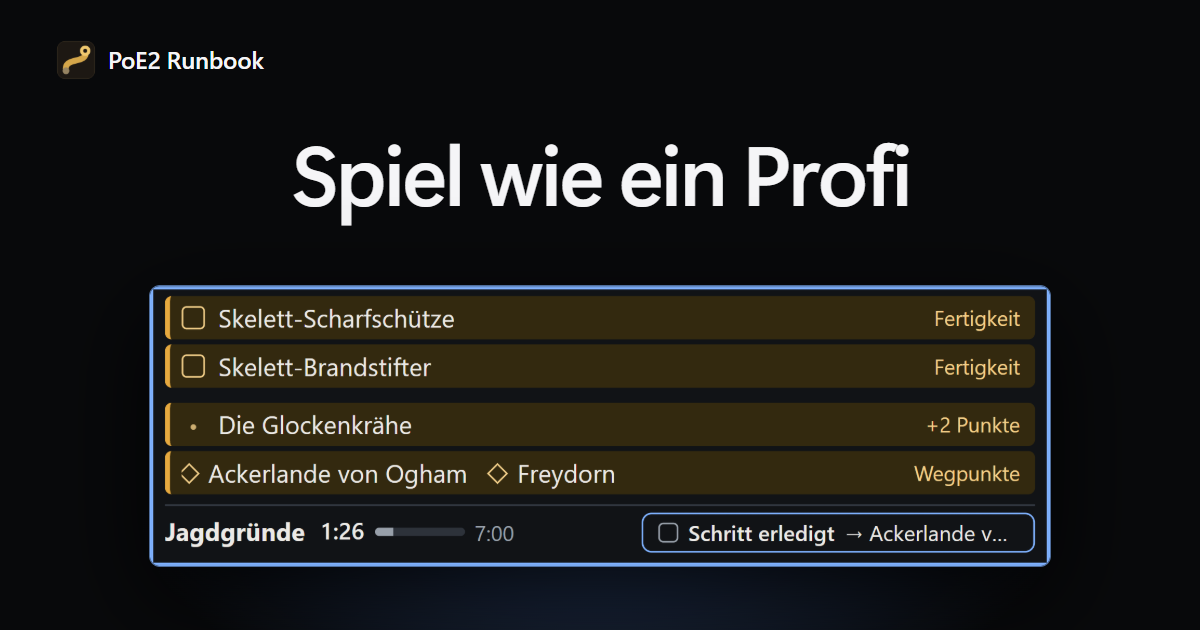 PoE2 Runbook
Spiel wie ein Profi
Skelett-Scharfschütze Fertigkeit
Skelett-Brandstifter Fertigkeit
Die Glockenkrähe +2 Punkte
Ackerlande von Ogham Freydorn Wegpunkte
Jagdgründe 1:26 7:00 Schritt erledigt → Ackerlande v...